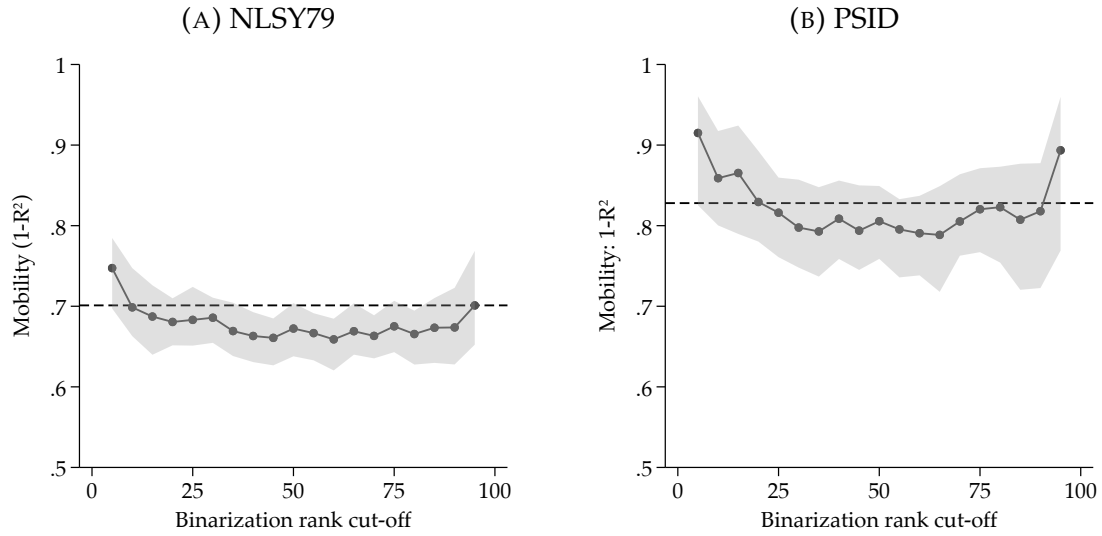 (A) NLSY79
1
.9
.8
.7
.6
.5
Mobility (1-R²)
0 25 50 75 100
Binarization rank cut-off
(B) PSID
1
.9
.8
.7
.6
.5
Mobility: 1-R²
0 25 50 75 100
Binarization rank cut-off